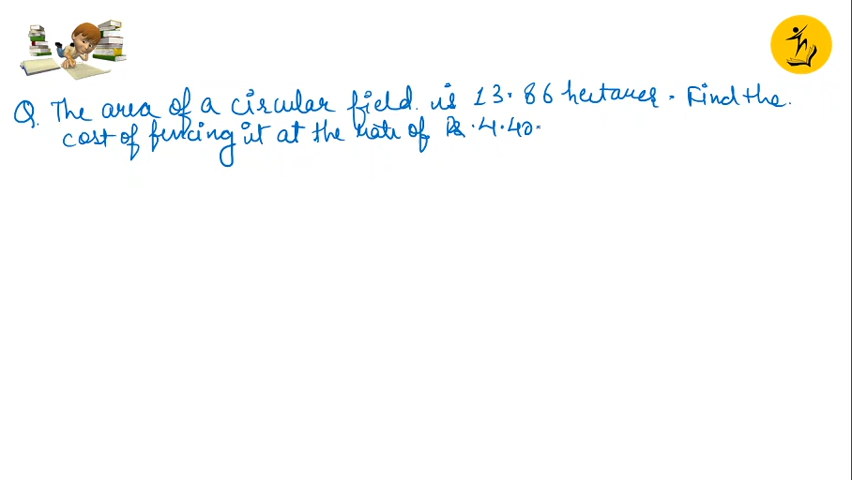 Q. The area of a circular field is 13.86 hectares. Find the
cost of fencing it at the rate of Rs.4.40.